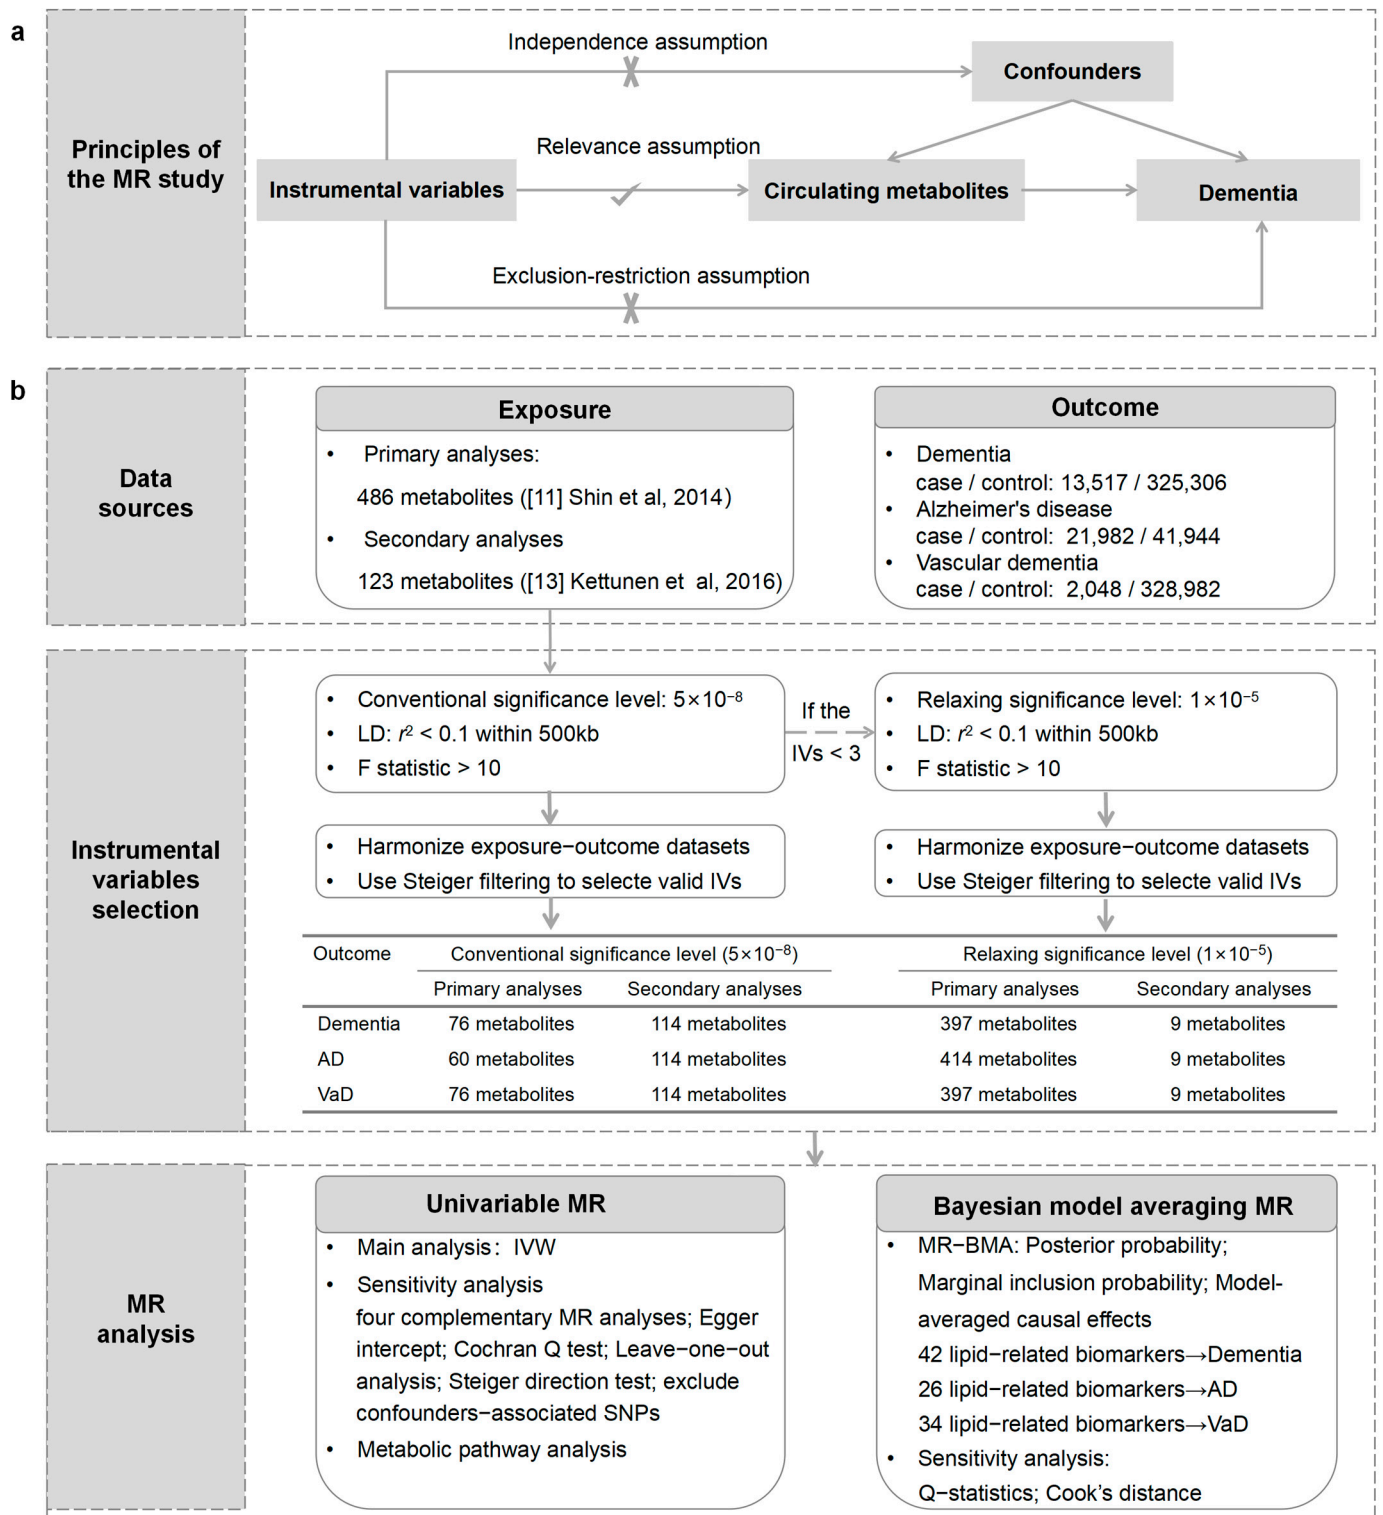 a
Principles of
the MR study
Independence assumption
Confounders
Relevance assumption
Instrumental variables
Circulating metabolites
Dementia
Exclusion-restriction assumption
b
Data
sources
Exposure
• Primary analyses:
486 metabolites ([11] Shin et al, 2014)
• Secondary analyses
123 metabolites ([13] Kettunen et al, 2016)
Outcome
• Dementia
case / control: 13,517 / 325,306
• Alzheimer's disease
case / control: 21,982 / 41,944
• Vascular dementia
case / control: 2,048 / 328,982
Instrumental
variables
selection
• Conventional significance level: 5×10⁻⁸
• LD: r² < 0.1 within 500kb
• F statistic > 10
If the
IVs < 3
• Relaxing significance level: 1×10⁻⁵
• LD: r² < 0.1 within 500kb
• F statistic > 10
• Harmonize exposure−outcome datasets
• Use Steiger filtering to selecte valid IVs
• Harmonize exposure−outcome datasets
• Use Steiger filtering to selecte valid IVs
Outcome Conventional significance level (5×10⁻⁸) Relaxing significance level (1×10⁻⁵)
Primary analyses Secondary analyses Primary analyses Secondary analyses
Dementia 76 metabolites 114 metabolites 397 metabolites 9 metabolites
AD 60 metabolites 114 metabolites 414 metabolites 9 metabolites
VaD 76 metabolites 114 metabolites 397 metabolites 9 metabolites
MR
analysis
Univariable MR
• Main analysis: IVW
• Sensitivity analysis
four complementary MR analyses; Egger
intercept; Cochran Q test; Leave−one−out
analysis; Steiger direction test; exclude
confounders−associated SNPs
• Metabolic pathway analysis
Bayesian model averaging MR
• MR−BMA: Posterior probability;
Marginal inclusion probability; Model-
averaged causal effects
42 lipid−related biomarkers→Dementia
26 lipid−related biomarkers→AD
34 lipid−related biomarkers→VaD
• Sensitivity analysis:
Q−statistics; Cook's distance